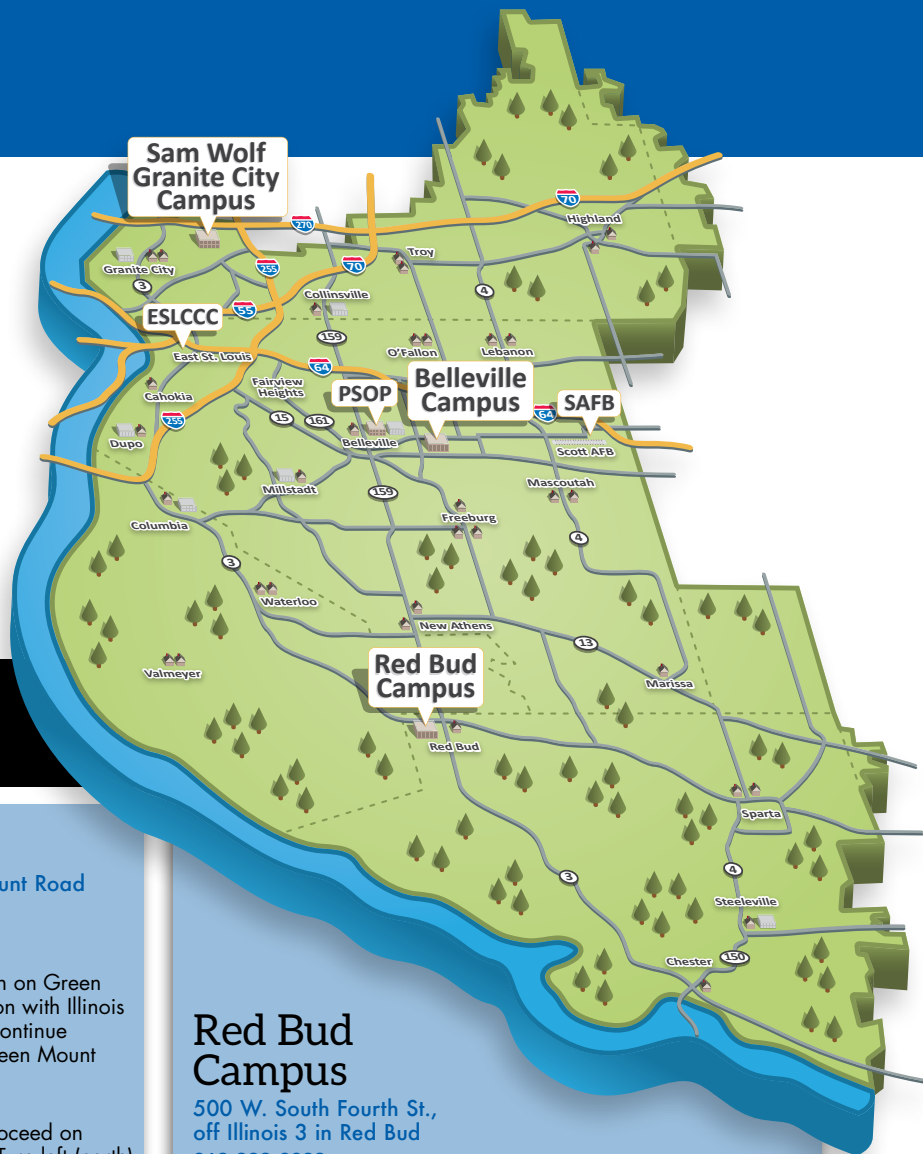 Sam Wolf
Granite City
Campus
70
Highland
270
Granite City
255
70
Troy
3
Collinsville
4
ESLCCC
55
159
East St. Louis
O'Fallon
Lebanon
64
Fairview
Heights
Belleville
Campus
PSOP
SAFB
Cahokia
255
15
161
64
Dupo
Belleville
Scott AFB
Millstadt
159
Mascoutah
Columbia
Freeburg
4
3
Waterloo
New Athens
13
Red Bud
Campus
Valmeyer
Marissa
Red Bud
Sparta
3
4
Steeleville
Chester
150
unt Road
on Green
on with Illinois
ontinue
een Mount
oceed on
left (north)
Red Bud
Campus
500 W. South Fourth St.,
off Illinois 3 in Red Bud